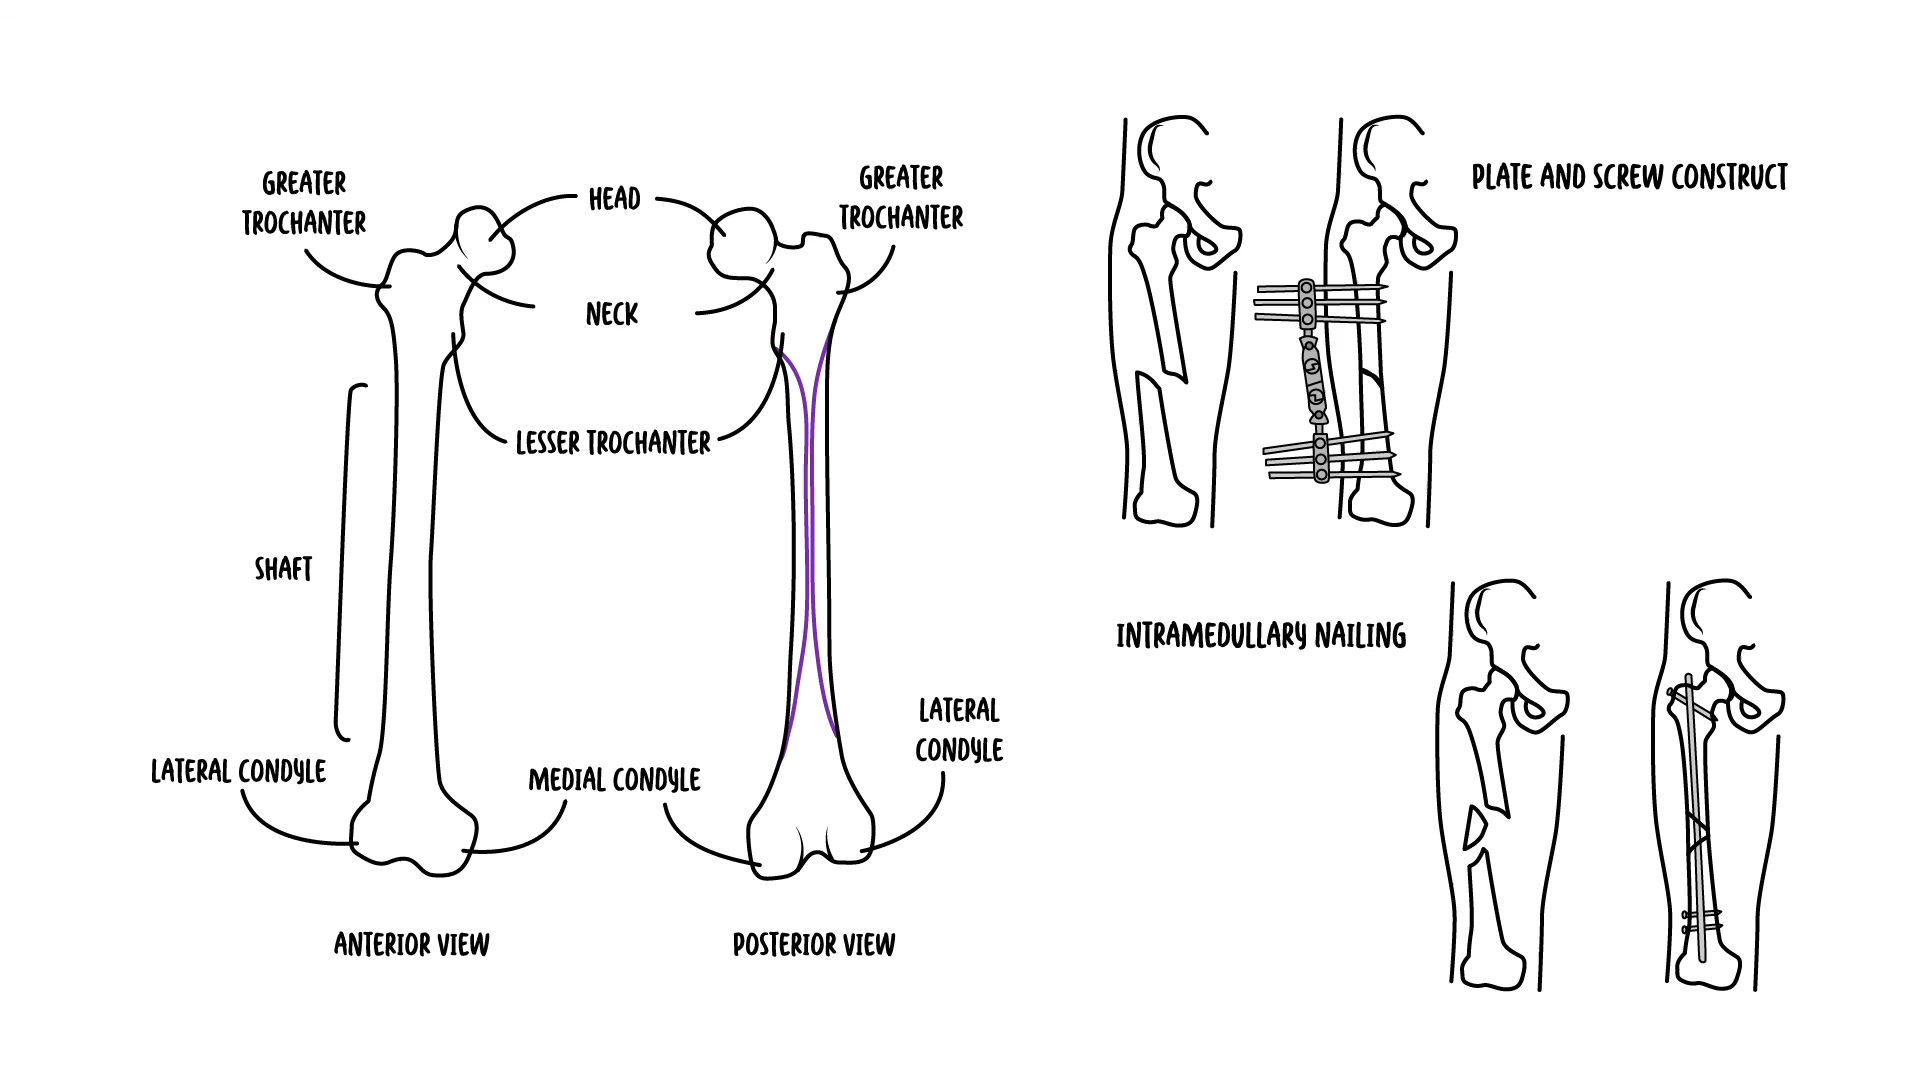 GREATER
TROCHANTER
HEAD
GREATER
TROCHANTER
NECK
LESSER TROCHANTER
SHAFT
LATERAL CONDYLE
MEDIAL CONDYLE
LATERAL
CONDYLE
ANTERIOR VIEW
POSTERIOR VIEW
PLATE AND SCREW CONSTRUCT
INTRAMEDULLARY NAILING